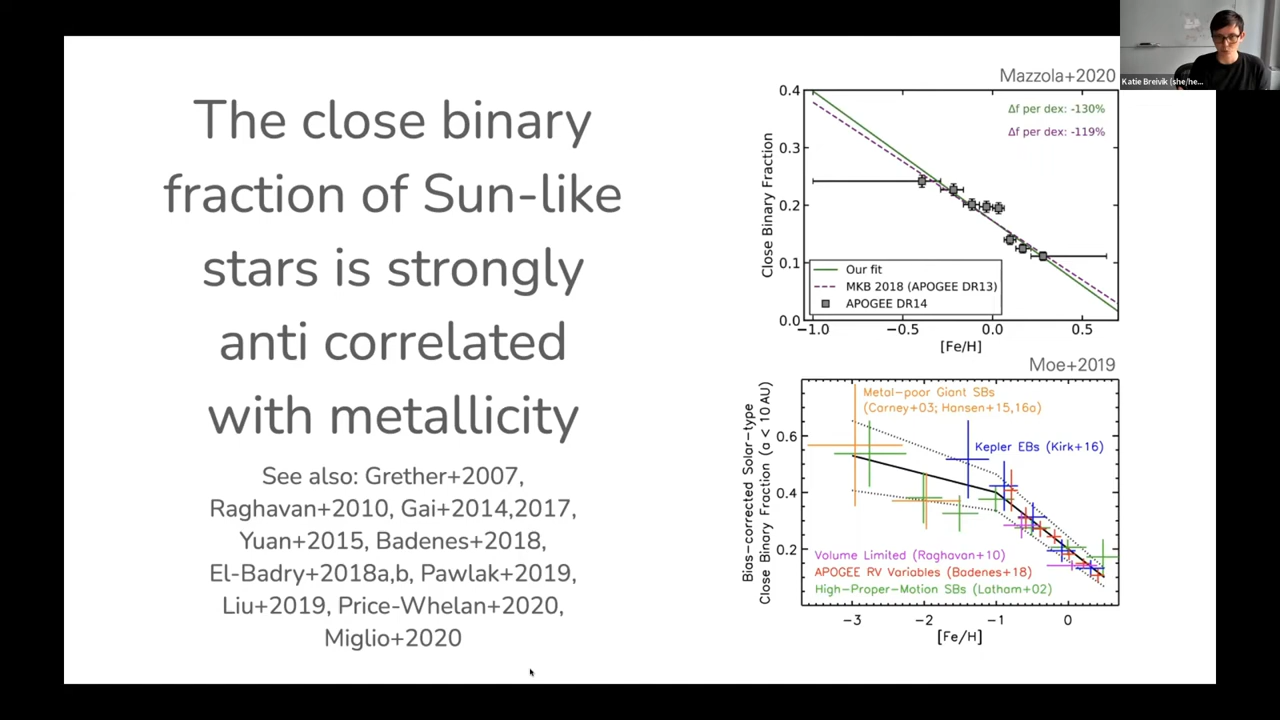 The close binary
fraction of Sun-like
stars is strongly
anti correlated
with metallicity
See also: Grether+2007,
Raghavan+2010, Gai+2014,2017,
Yuan+2015, Badenes+2018,
El-Badry+2018a,b, Pawlak+2019,
Liu+2019, Price-Whelan+2020,
Miglio+2020
Mazzola+2020
Δf per dex: -130%
Δf per dex: -119%
Close Binary Fraction
0.4
0.3
0.2
0.1
0.0
Our fit
MKB 2018 (APOGEE DR13)
APOGEE DR14
−1.0 −0.5 0.0 0.5
[Fe/H]
Moe+2019
Bias-corrected Solar-type
Close Binary Fraction (a < 10 AU)
0.6
0.4
0.2
Metal-poor Giant SBs
(Carney+03; Hansen+15,16a)
Kepler EBs (Kirk+16)
Volume Limited (Raghavan+10)
APOGEE RV Variables (Badenes+18)
High-Proper-Motion SBs (Latham+02)
−3 −2 −1 0
[Fe/H]
Katie Breivik (she/he...